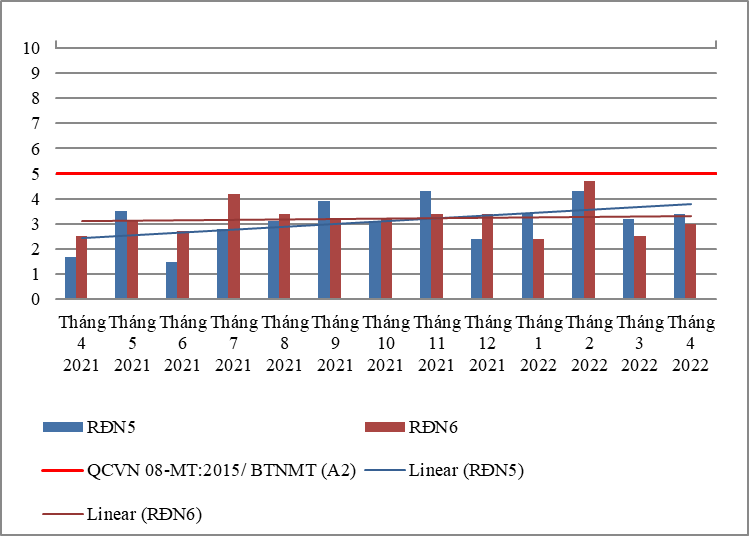 10
9
8
7
6
5
4
3
2
1
0
Tháng Tháng Tháng Tháng Tháng Tháng Tháng Tháng Tháng Tháng Tháng Tháng Tháng
4 5 6 7 8 9 10 11 12 1 2 3 4
2021 2021 2021 2021 2021 2021 2021 2021 2021 2022 2022 2022 2022
RĐN5 RĐN6
QCVN 08-MT:2015/ BTNMT (A2) Linear (RĐN5)
Linear (RĐN6)